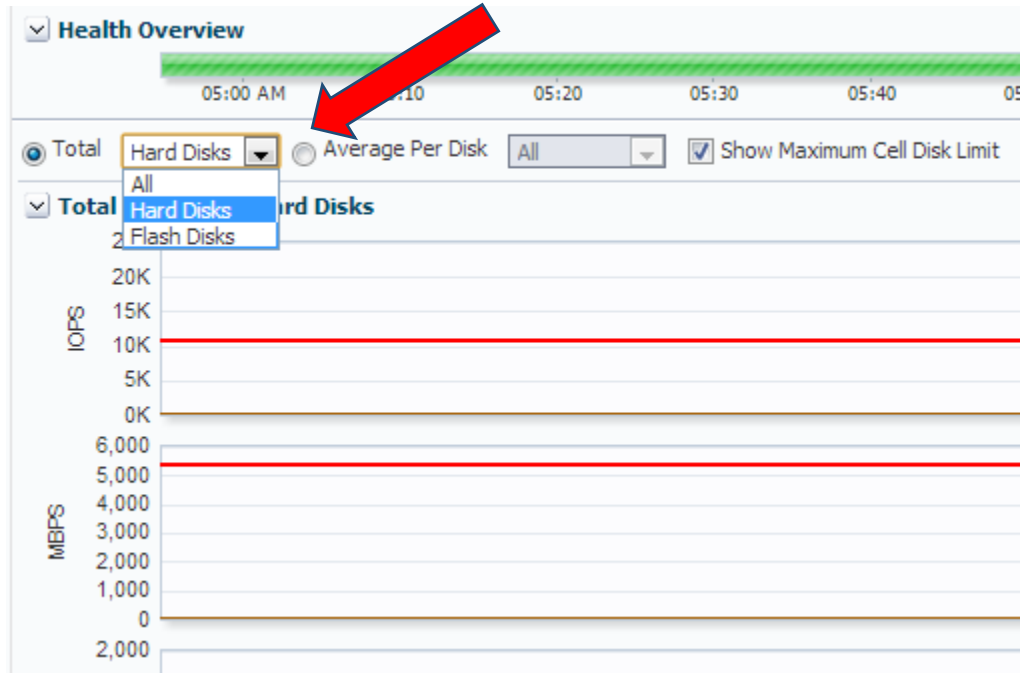 Health Overview
05:00 AM
:10
05:20
05:30
05:40
Total
Hard Disks
Average Per Disk
All
Show Maximum Cell Disk Limit
All
Hard Disks
Flash Disks
Total
rd Disks
20K
15K
10K
5K
0K
IOPS
6,000
5,000
4,000
3,000
2,000
1,000
0
MBPS
2,000